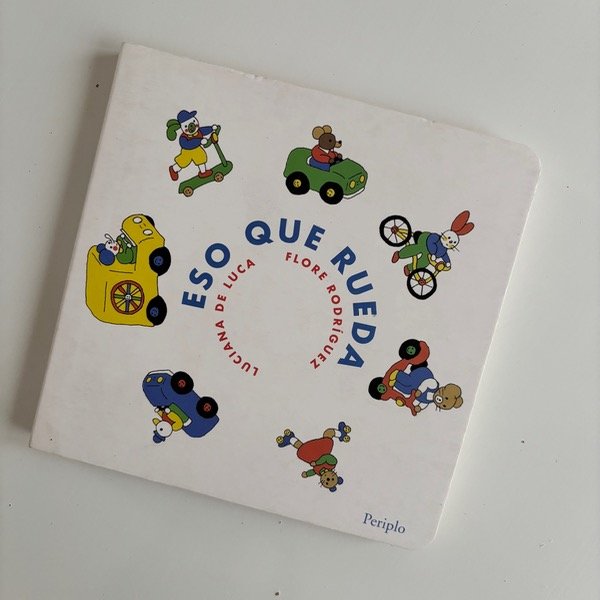 ESO QUE RUEDA
LUCIANA DE LUCA
FLORE RODRÍGUEZ
Periplo